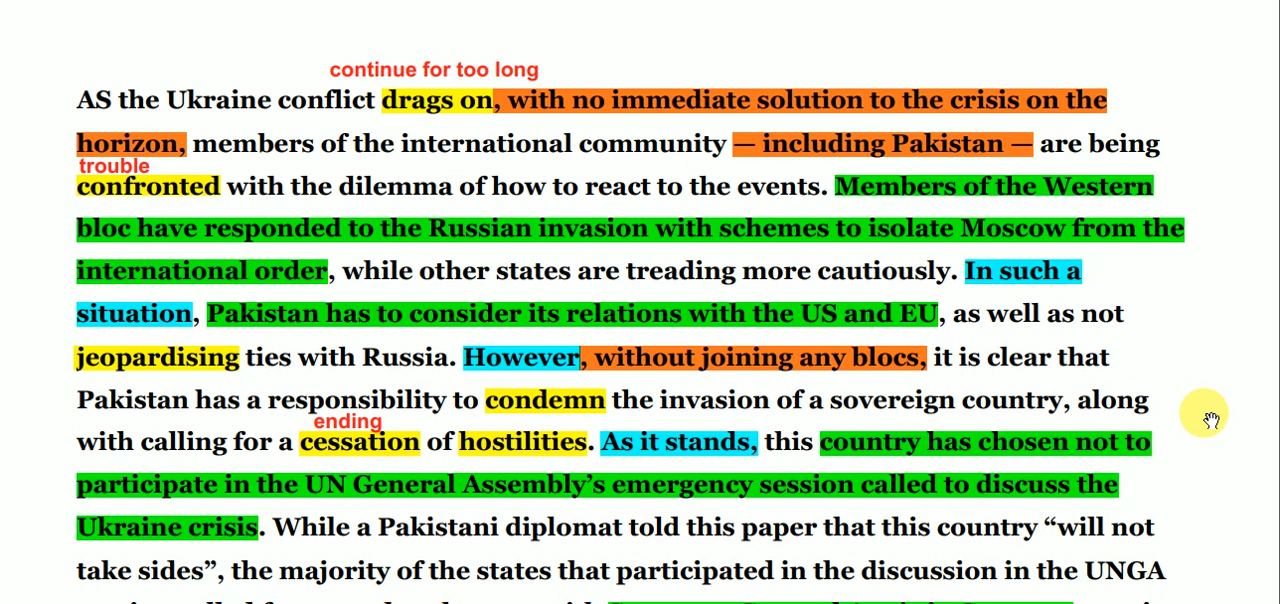 continue for too long
AS the Ukraine conflict drags on, with no immediate solution to the crisis on the
horizon, members of the international community — including Pakistan — are being
trouble
confronted with the dilemma of how to react to the events. Members of the Western
bloc have responded to the Russian invasion with schemes to isolate Moscow from the
international order, while other states are treading more cautiously. In such a
situation, Pakistan has to consider its relations with the US and EU, as well as not
jeopardising ties with Russia. However, without joining any blocs, it is clear that
Pakistan has a responsibility to condemn the invasion of a sovereign country, along
ending
with calling for a cessation of hostilities. As it stands, this country has chosen not to
participate in the UN General Assembly’s emergency session called to discuss the
Ukraine crisis. While a Pakistani diplomat told this paper that this country “will not
take sides”, the majority of the states that participated in the discussion in the UNGA